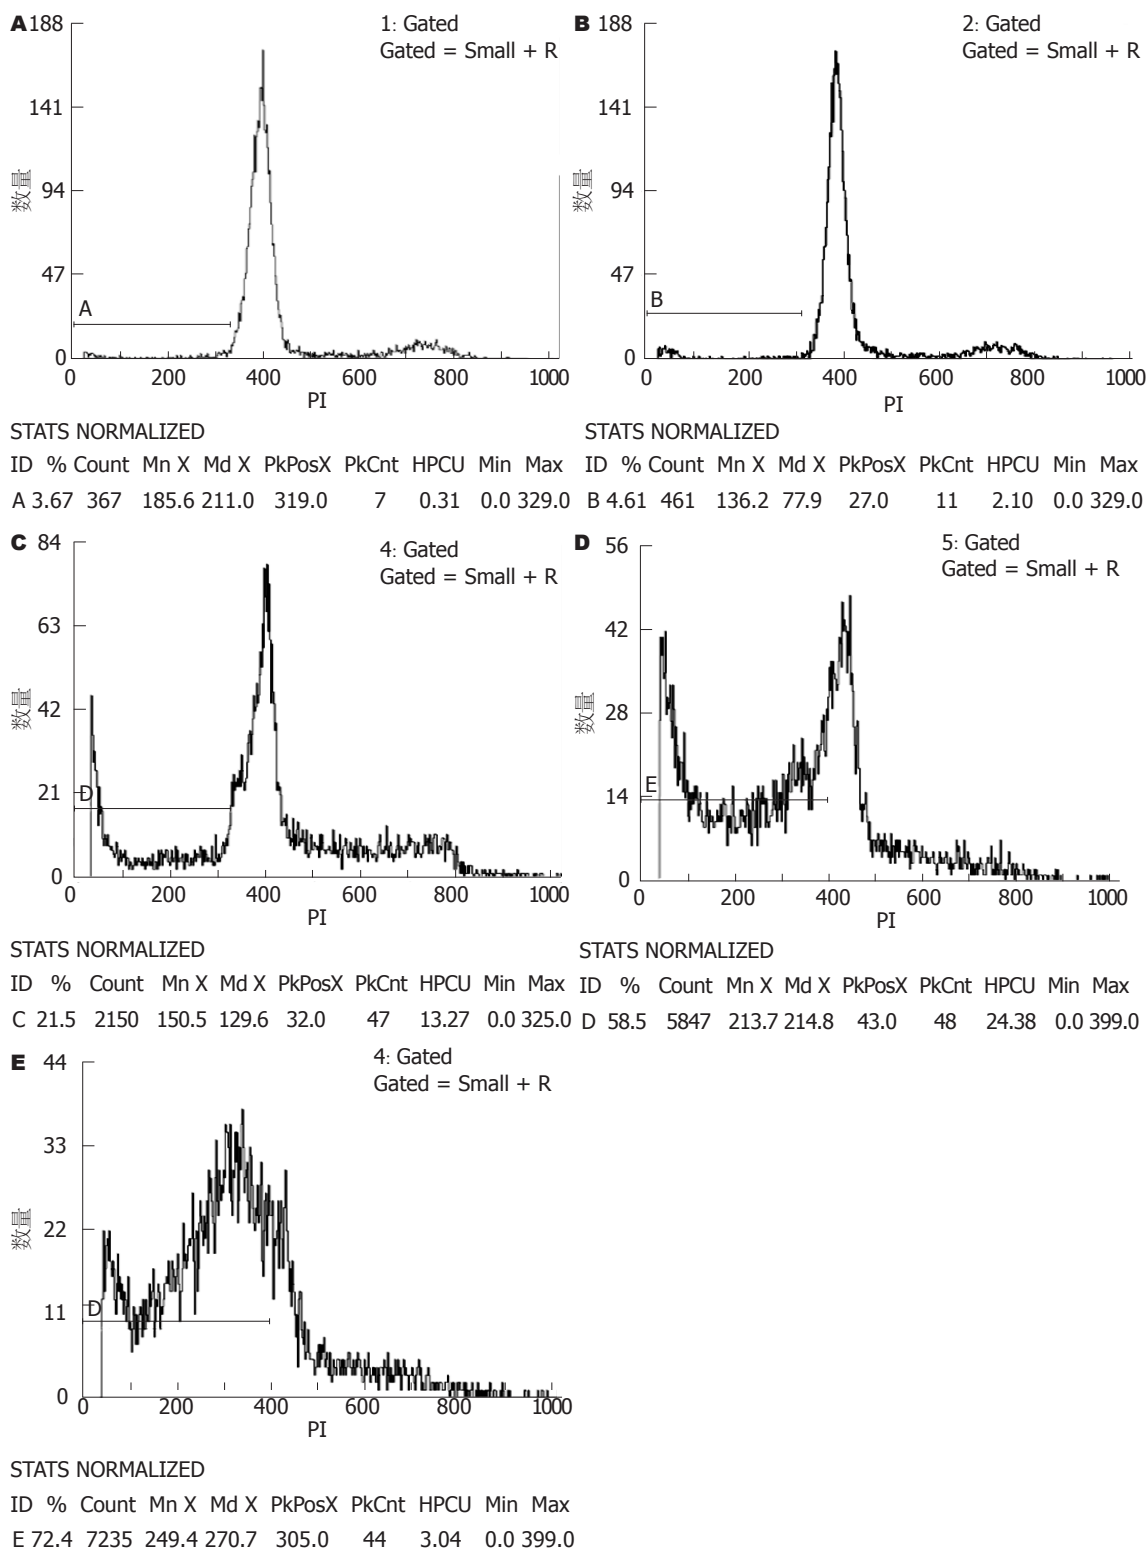 A
188
141
94
47
0
数量
1: Gated
Gated = Small + R
A
0 200 400 600 800 1000
PI
STATS NORMALIZED
ID % Count Mn X Md X PkPosX PkCnt HPCU Min Max
A 3.67 367 185.6 211.0 319.0 7 0.31 0.0 329.0
B
188
141
94
47
0
数量
2: Gated
Gated = Small + R
B
0 200 400 600 800 1000
PI
STATS NORMALIZED
ID % Count Mn X Md X PkPosX PkCnt HPCU Min Max
B 4.61 461 136.2 77.9 27.0 11 2.10 0.0 329.0
C
84
63
42
21
0
数量
4: Gated
Gated = Small + R
D
0 200 400 600 800 1000
PI
STATS NORMALIZED
ID % Count Mn X Md X PkPosX PkCnt HPCU Min Max
C 21.5 2150 150.5 129.6 32.0 47 13.27 0.0 325.0
D
56
42
28
14
0
数量
5: Gated
Gated = Small + R
E
0 200 400 600 800 1000
PI
STATS NORMALIZED
ID % Count Mn X Md X PkPosX PkCnt HPCU Min Max
D 58.5 5847 213.7 214.8 43.0 48 24.38 0.0 399.0
E
44
33
22
11
0
数量
4: Gated
Gated = Small + R
D
0 200 400 600 800 1000
PI
STATS NORMALIZED
ID % Count Mn X Md X PkPosX PkCnt HPCU Min Max
E 72.4 7235 249.4 270.7 305.0 44 3.04 0.0 399.0